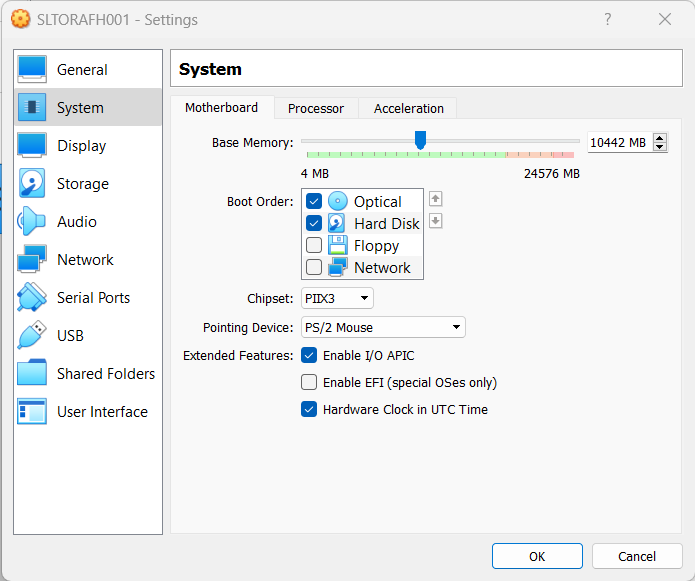 SLTORAFH001 - Settings
?
General
System
Display
Storage
Audio
Network
Serial Ports
USB
Shared Folders
User Interface
System
Motherboard Processor Acceleration
Base Memory: 10442 MB
4 MB 24576 MB
Boot Order: Optical
Hard Disk
Floppy
Network
Chipset: PIIX3
Pointing Device: PS/2 Mouse
Extended Features: Enable I/O APIC
Enable EFI (special OSes only)
Hardware Clock in UTC Time
OK Cancel